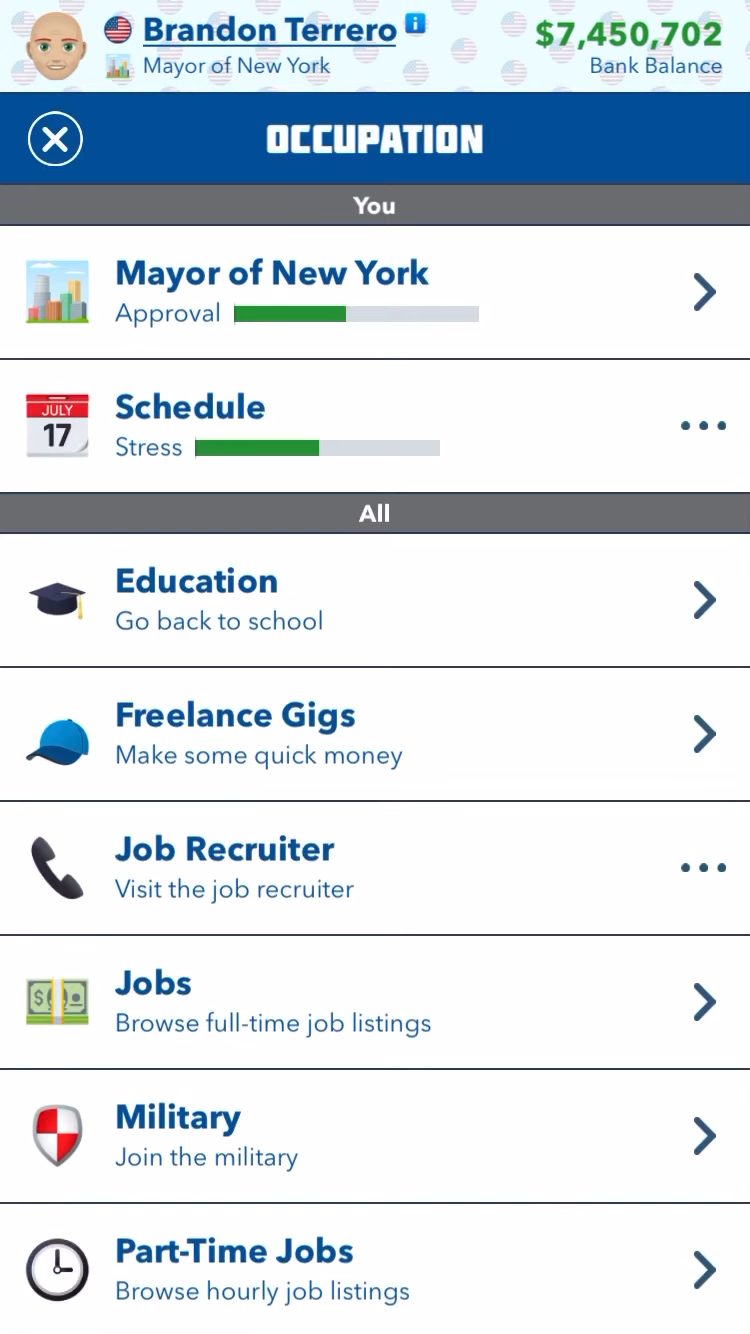 Brandon Terrero
$7,450,702
Mayor of New York
Bank Balance
OCCUPATION
You
Mayor of New York
Approval
JULY
17
Schedule
Stress
All
Education
Go back to school
Freelance Gigs
Make some quick money
Job Recruiter
Visit the job recruiter
Jobs
Browse full-time job listings
Military
Join the military
Part-Time Jobs
Browse hourly job listings